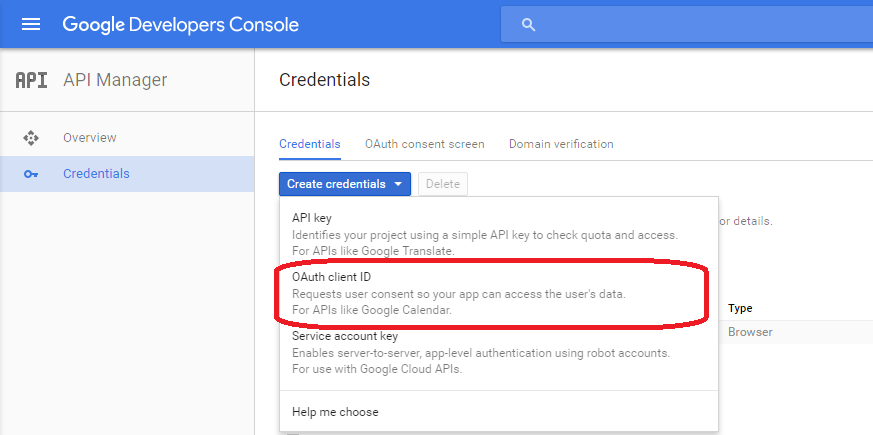 Google Developers Console
API API Manager
Credentials
Overview
Credentials
Credentials OAuth consent screen Domain verification
Create credentials Delete
API key
Identifies your project using a simple API key to check quota and access.
or details.
For APIs like Google Translate.
OAuth client ID
Requests user consent so your app can access the user's data.
For APIs like Google Calendar.
Type
Service account key
Browser
Enables server-to-server, app-level authentication using robot accounts.
For use with Google Cloud APIs.
Help me choose